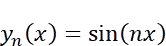 yₙ(x) = sin(nx)